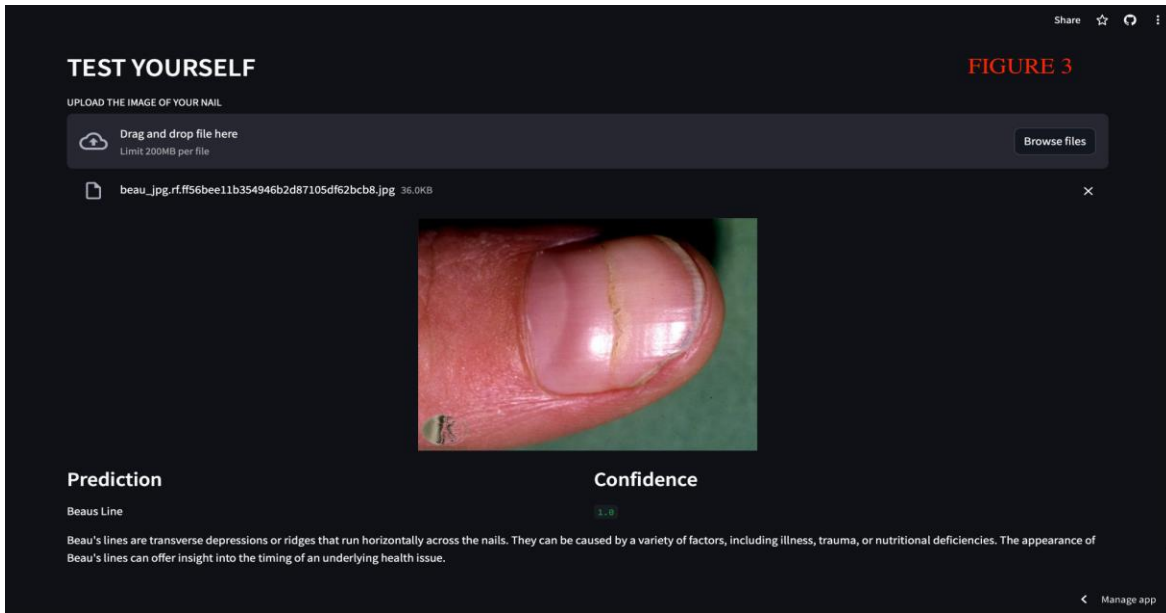 Share
TEST YOURSELF
FIGURE 3
UPLOAD THE IMAGE OF YOUR NAIL
Drag and drop file here
Limit 200MB per file
Browse files
beau_jpg.rf.ff56bee11b354946b2d87105df62bcb8.jpg 36.0KB
Prediction
Confidence
Beaus Line
1.0
Beau's lines are transverse depressions or ridges that run horizontally across the nails. They can be caused by a variety of factors, including illness, trauma, or nutritional deficiencies. The appearance of
Beau's lines can offer insight into the timing of an underlying health issue.
Manage app